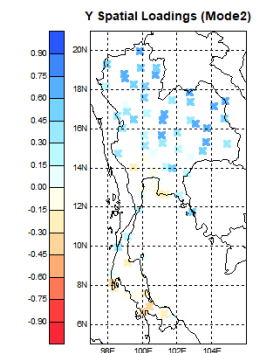 Y Spatial Loadings (Mode2)
0.90
0.75
0.60
0.45
0.30
0.15
0.00
-0.15
-0.30
-0.45
-0.60
-0.75
-0.90
20N
18N
16N
14N
12N
10N
8N
6N
98E 100E 102E 104E